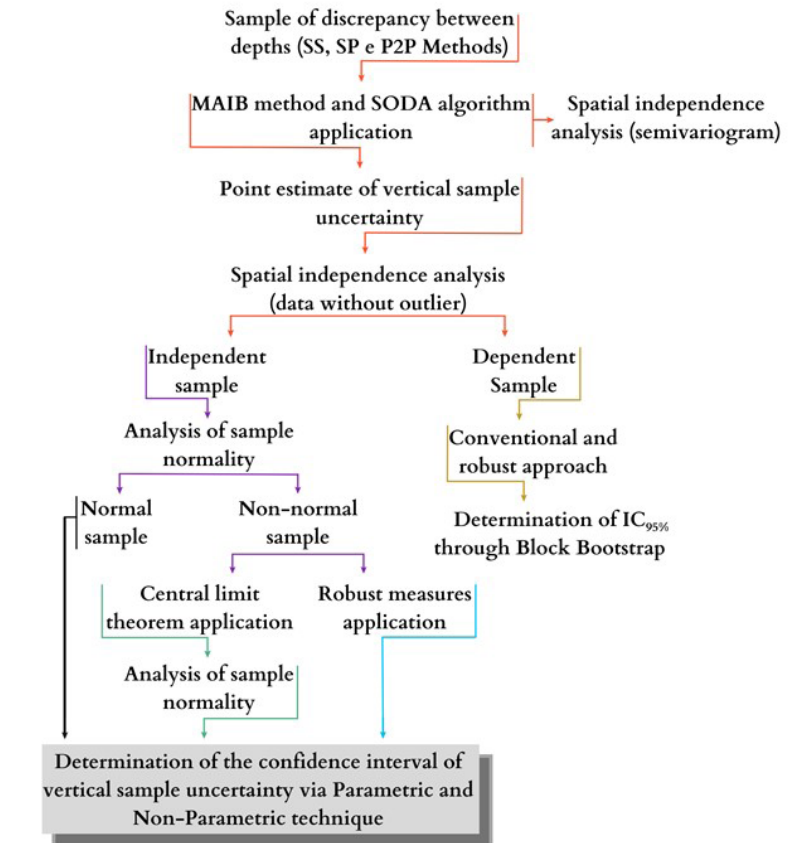 Sample of discrepancy between
depths (SS, SP e P2P Methods)
MAIB method and SODA algorithm
application
Spatial independence
analysis (semivariogram)
Point estimate of vertical sample
uncertainty
Spatial independence analysis
(data without outlier)
Independent
sample
Dependent
Sample
Analysis of sample
normality
Conventional and
robust approach
Normal
sample
Non-normal
sample
Determination of IC95%
through Block Bootstrap
Central limit
theorem application
Robust measures
application
Analysis of sample
normality
Determination of the confidence interval of
vertical sample uncertainty via Parametric and
Non-Parametric technique